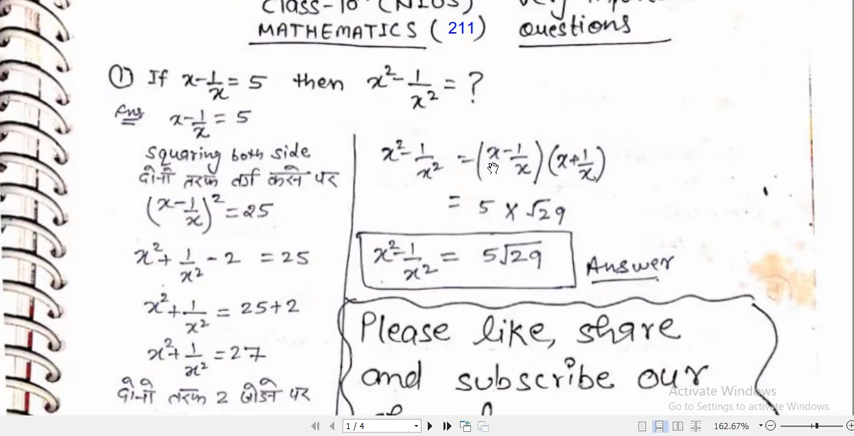 Class-10 (NIOS) Very
MATHEMATICS (211) Questions
① If x-1/x = 5 then x²-1/x² = ?
Ans x-1/x = 5
squaring both side
दोनों तरफ वर्ग करने पर
(x-1/x)² = 25
x²+1/x² - 2 = 25
x²+1/x² = 25+2
x²+1/x² = 27
दोनो तरफ 2 जोडने पर
x²-1/x² = (x-1/x)(x+1/x)
= 5 × √29
x²-1/x² = 5√29 Answer
Please like, share
and subscribe our
Activate Windows
Go to Settings to activate Windows.
1 / 4
162.67%